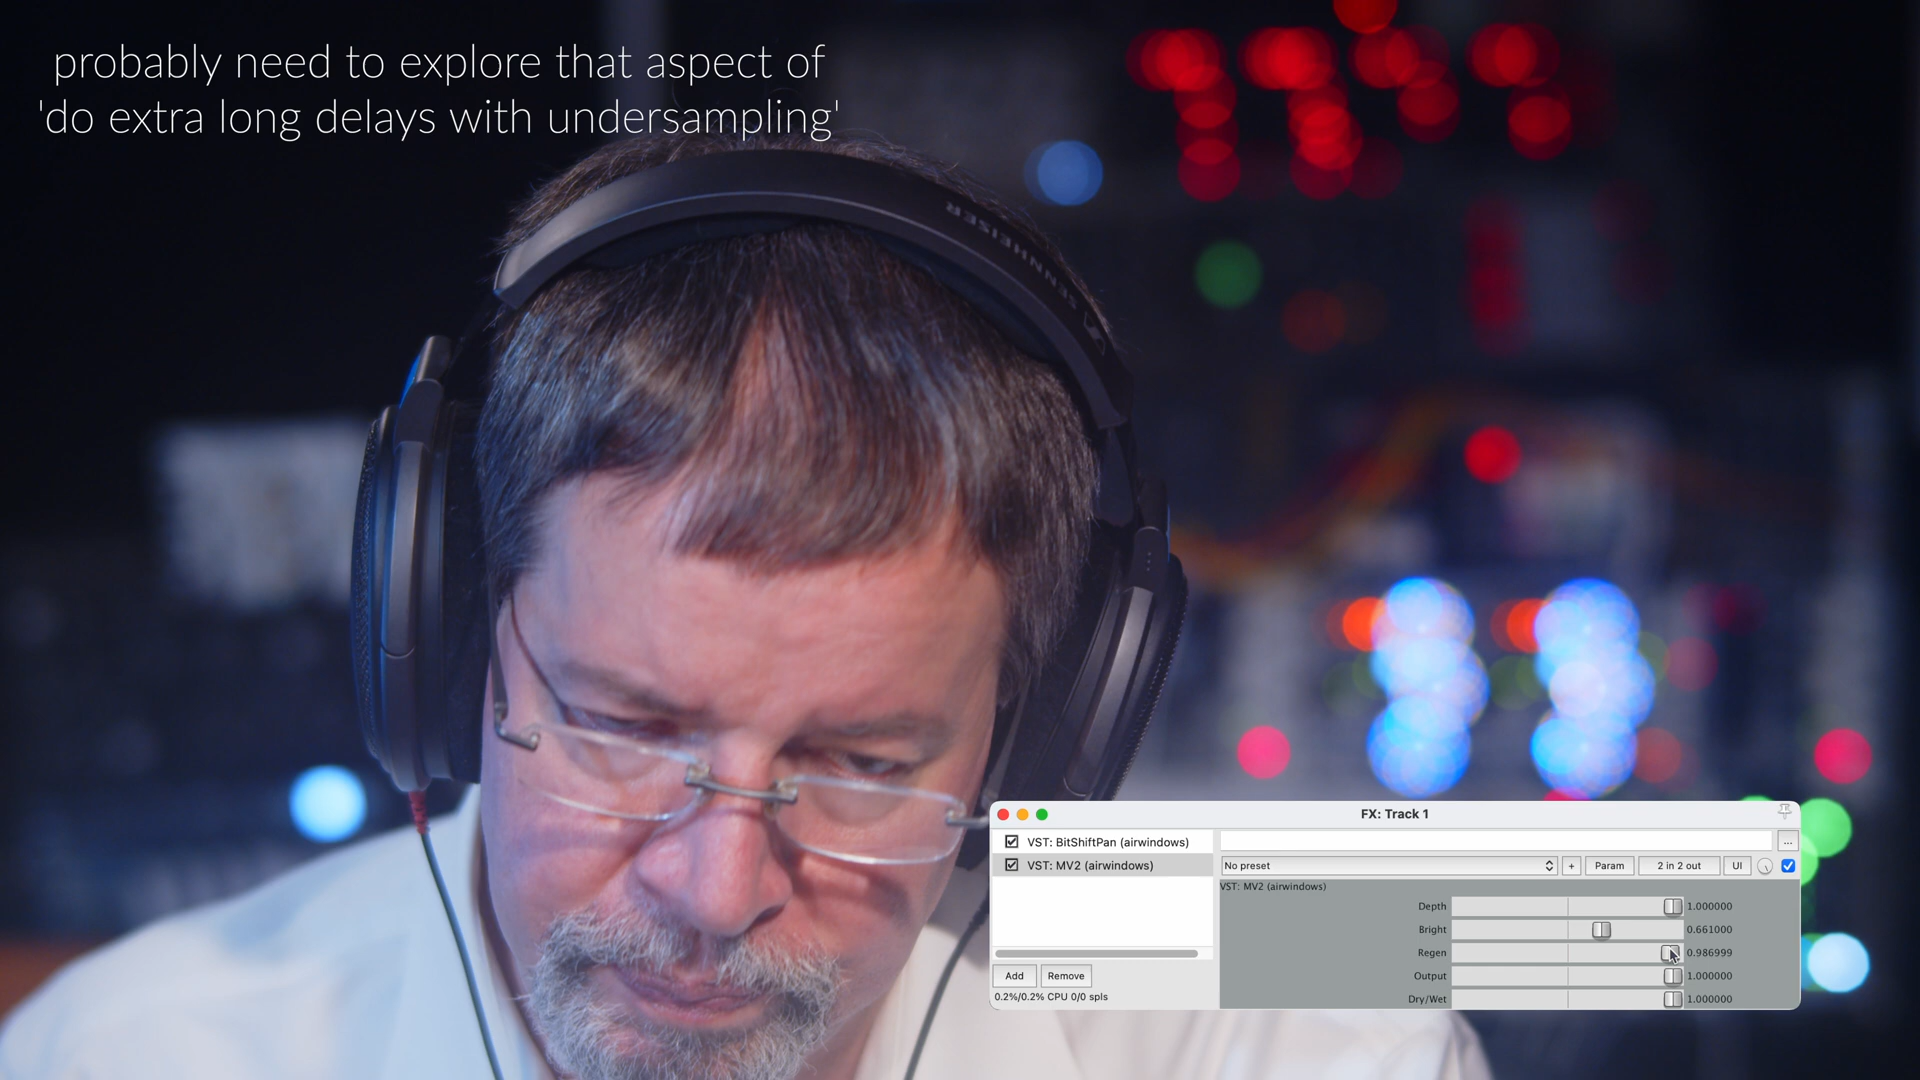 probably need to explore that aspect of
'do extra long delays with undersampling'
SENNHEISER
FX: Track 1
VST: BitShiftPan (airwindows)
...
VST: MV2 (airwindows)
No preset
+
Param
2 in 2 out
UI
VST: MV2 (airwindows)
Depth 1.000000
Bright 0.661000
Regen 0.986999
Output 1.000000
Dry/Wet 1.000000
Add
Remove
0.2%/0.2% CPU 0/0 spls